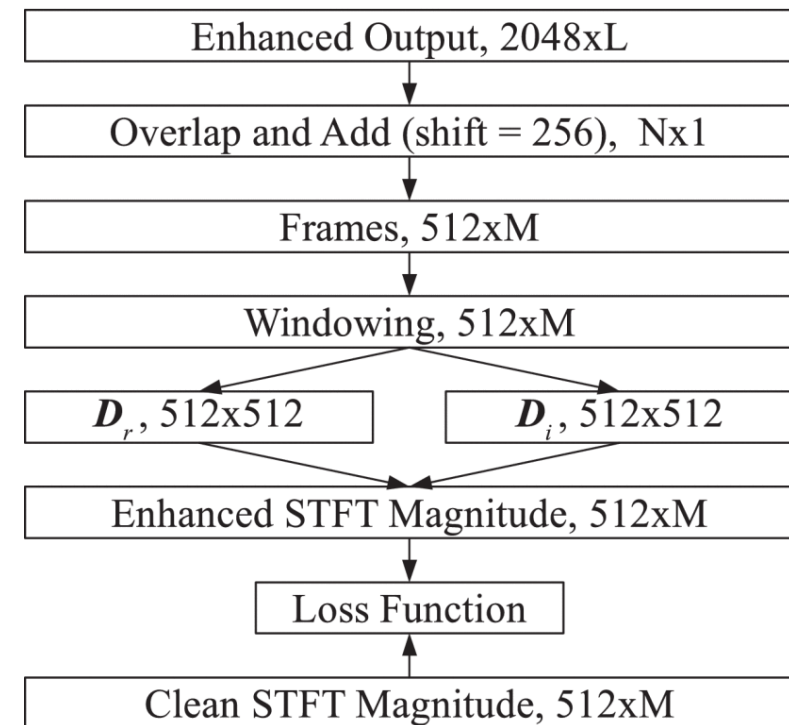 Enhanced Output, 2048xL
Overlap and Add (shift = 256), Nx1
Frames, 512xM
Windowing, 512xM
D_r, 512x512
D_i, 512x512
Enhanced STFT Magnitude, 512xM
Loss Function
Clean STFT Magnitude, 512xM